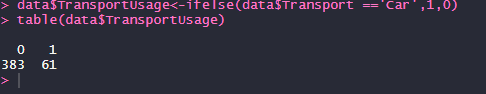 > data$TransportUsage<-ifelse(data$Transport =='Car',1,0)
> table(data$TransportUsage)
0 1
383 61
>